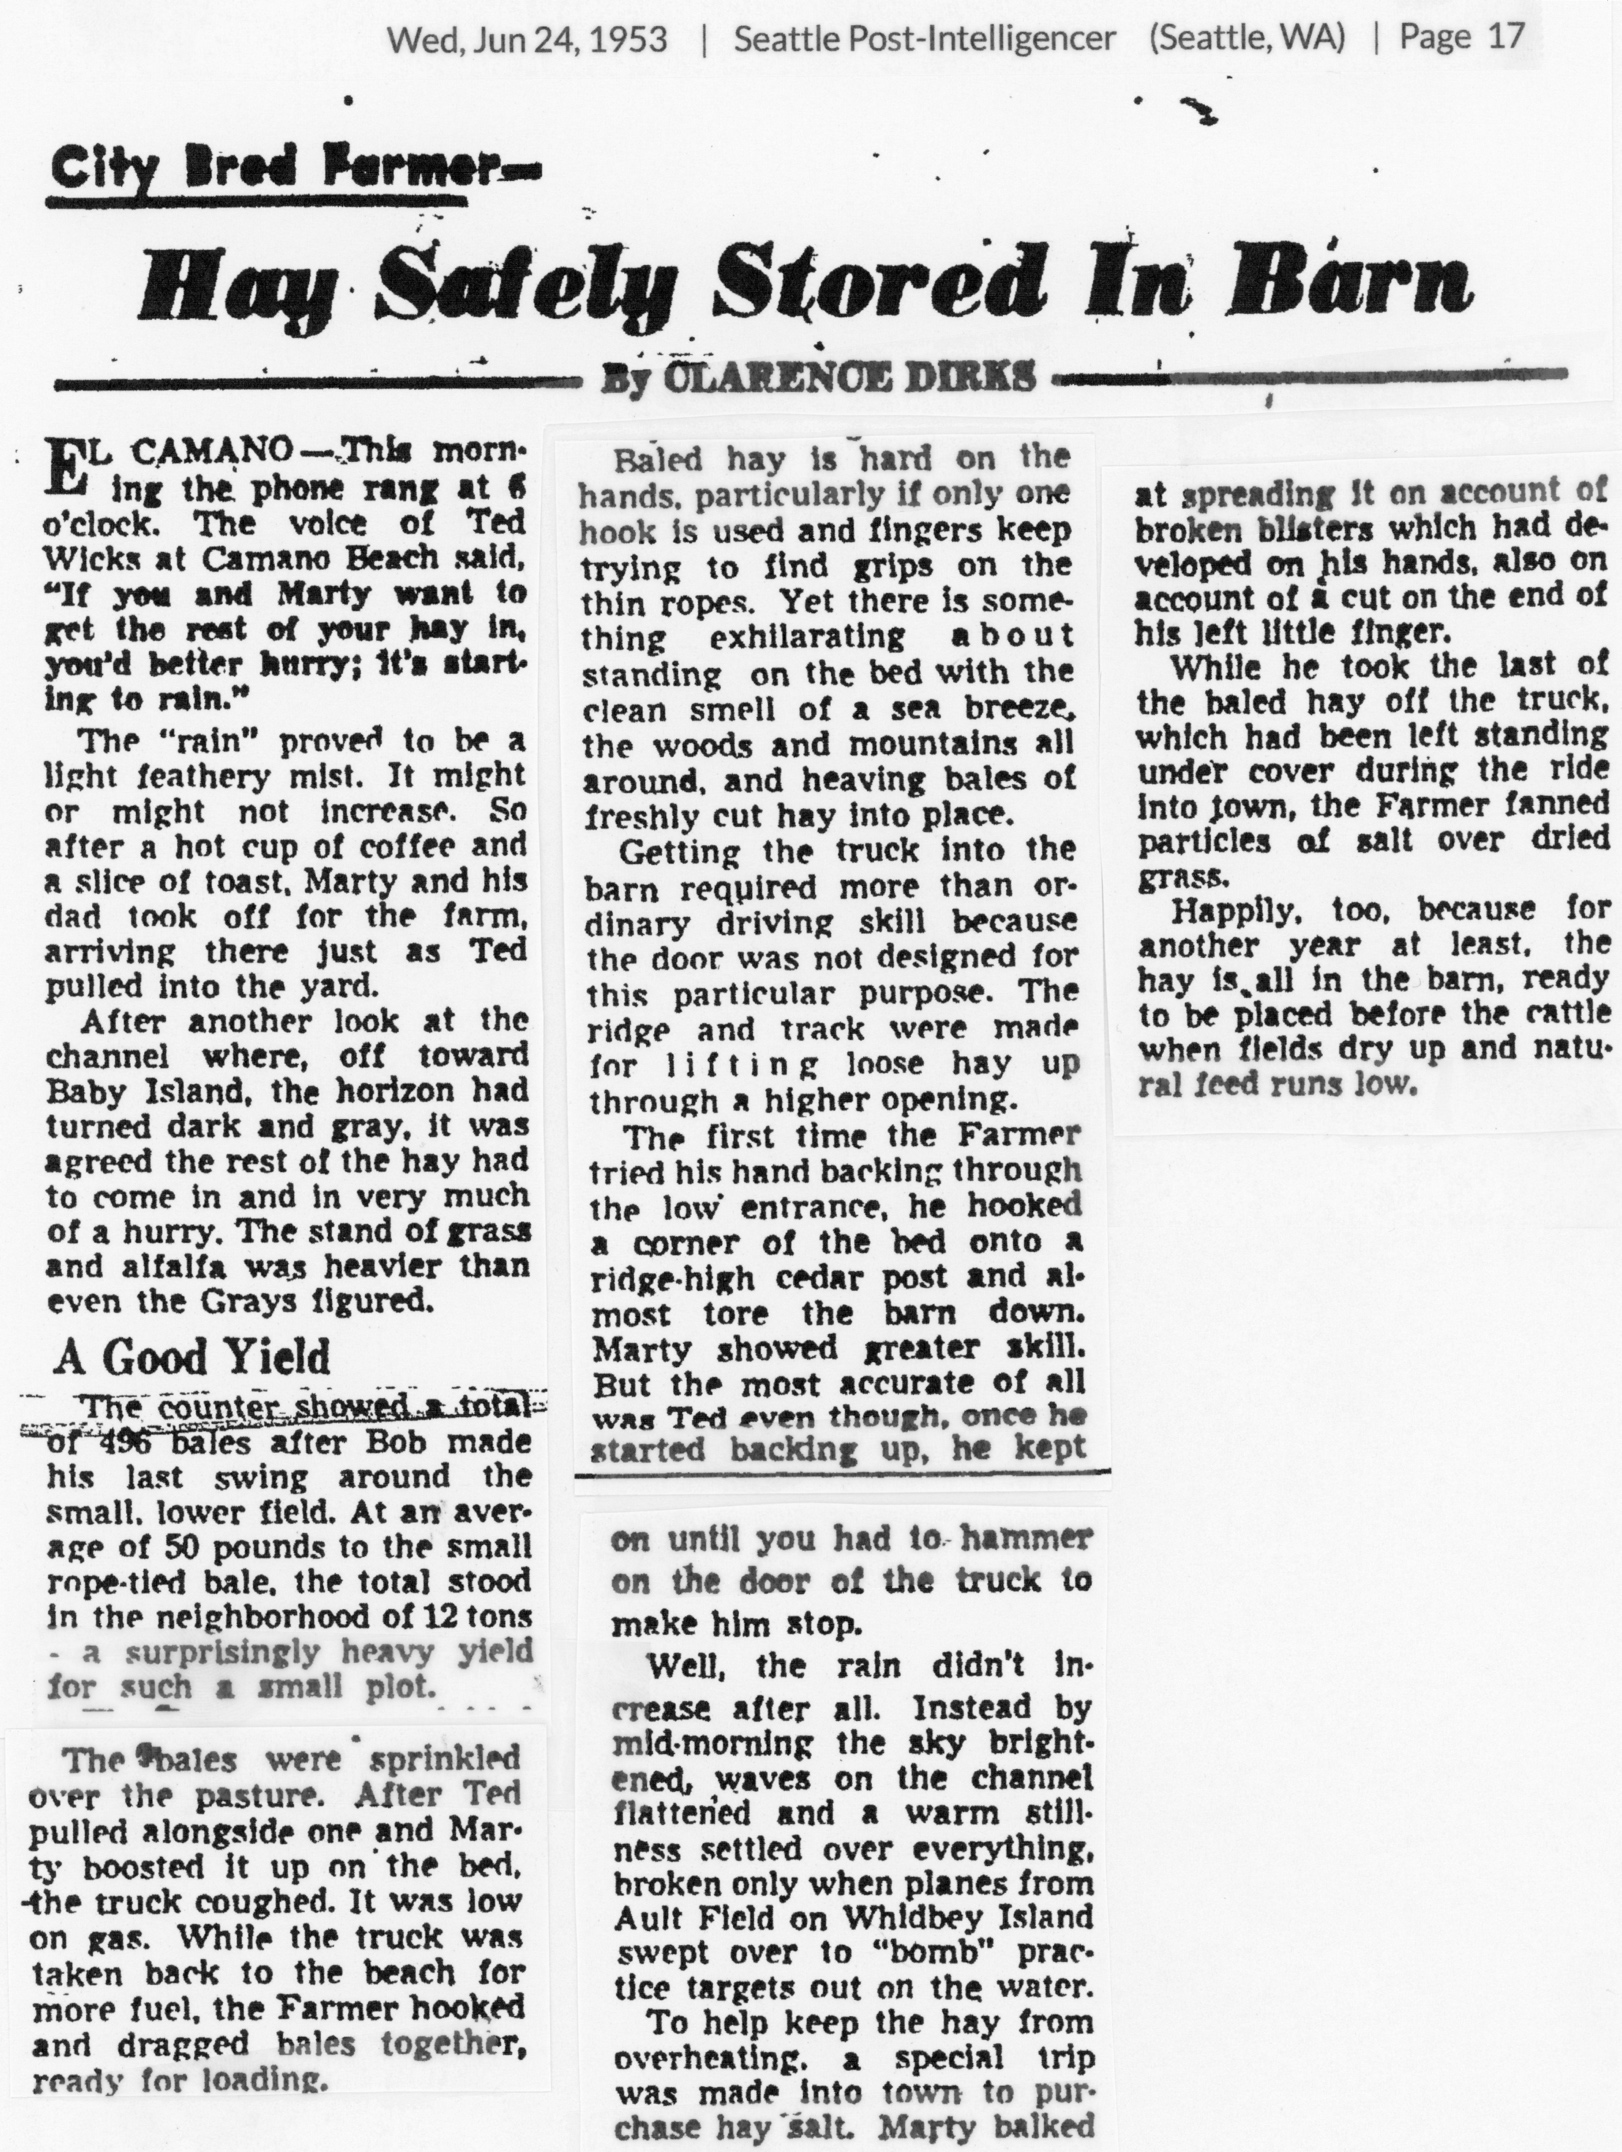 Wed, Jun 24, 1953 | Seattle Post-Intelligencer (Seattle, WA) | Page 17
City Bred Farmer—
Hay Safely Stored In Barn
By CLARENCE DIRKS
EL CAMANO—This morn-
ing the phone rang at 6
o'clock. The voice of Ted
Wicks at Camano Beach said,
"If you and Marty want to
get the rest of your hay in,
you'd better hurry; it's start-
ing to rain."
The "rain" proved to be a
light feathery mist. It might
or might not increase. So
after a hot cup of coffee and
a slice of toast, Marty and his
dad took off for the farm,
arriving there just as Ted
pulled into the yard.
After another look at the
channel where, off toward
Baby Island, the horizon had
turned dark and gray, it was
agreed the rest of the hay had
to come in and in very much
of a hurry. The stand of grass
and alfalfa was heavier than
even the Grays figured.
A Good Yield
The counter showed a total
of 496 bales after Bob made
his last swing around the
small, lower field. At an aver-
age of 50 pounds to the small
rope-tied bale, the total stood
in the neighborhood of 12 tons
- a surprisingly heavy yield
for such a small plot.
The bales were sprinkled
over the pasture. After Ted
pulled alongside one and Mar-
ty boosted it up on the bed,
the truck coughed. It was low
on gas. While the truck was
taken back to the beach for
more fuel, the Farmer hooked
and dragged bales together,
ready for loading.
Baled hay is hard on the
hands, particularly if only one
hook is used and fingers keep
trying to find grips on the
thin ropes. Yet there is some-
thing exhilarating about
standing on the bed with the
clean smell of a sea breeze,
the woods and mountains all
around, and heaving bales of
freshly cut hay into place.
Getting the truck into the
barn required more than or-
dinary driving skill because
the door was not designed for
this particular purpose. The
ridge and track were made
for lifting loose hay up
through a higher opening.
The first time the Farmer
tried his hand backing through
the low entrance, he hooked
a corner of the bed onto a
ridge-high cedar post and al-
most tore the barn down.
Marty showed greater skill.
But the most accurate of all
was Ted even though, once he
started backing up, he kept
on until you had to hammer
on the door of the truck to
make him stop.
Well, the rain didn't in-
crease after all. Instead by
mid-morning the sky bright-
ened, waves on the channel
flattened and a warm still-
ness settled over everything,
broken only when planes from
Ault Field on Whidbey Island
swept over to "bomb" prac-
tice targets out on the water.
To help keep the hay from
overheating, a special trip
was made into town to pur-
chase hay salt. Marty balked
at spreading it on account of
broken blisters which had de-
veloped on his hands, also on
account of a cut on the end of
his left little finger.
While he took the last of
the baled hay off the truck,
which had been left standing
under cover during the ride
into town, the Farmer fanned
particles of salt over dried
grass.
Happily, too, because for
another year at least, the
hay is all in the barn, ready
to be placed before the cattle
when fields dry up and natu-
ral feed runs low.